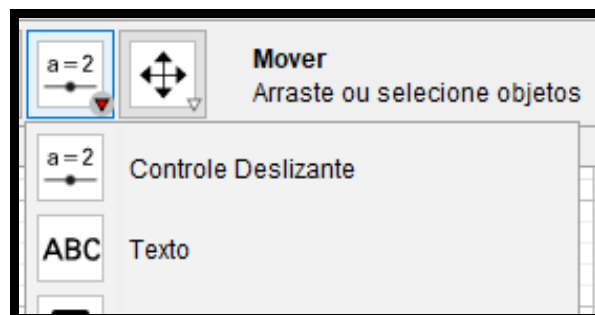 a = 2
Mover
Arraste ou selecione objetos
a = 2
Controle Deslizante
ABC
Texto